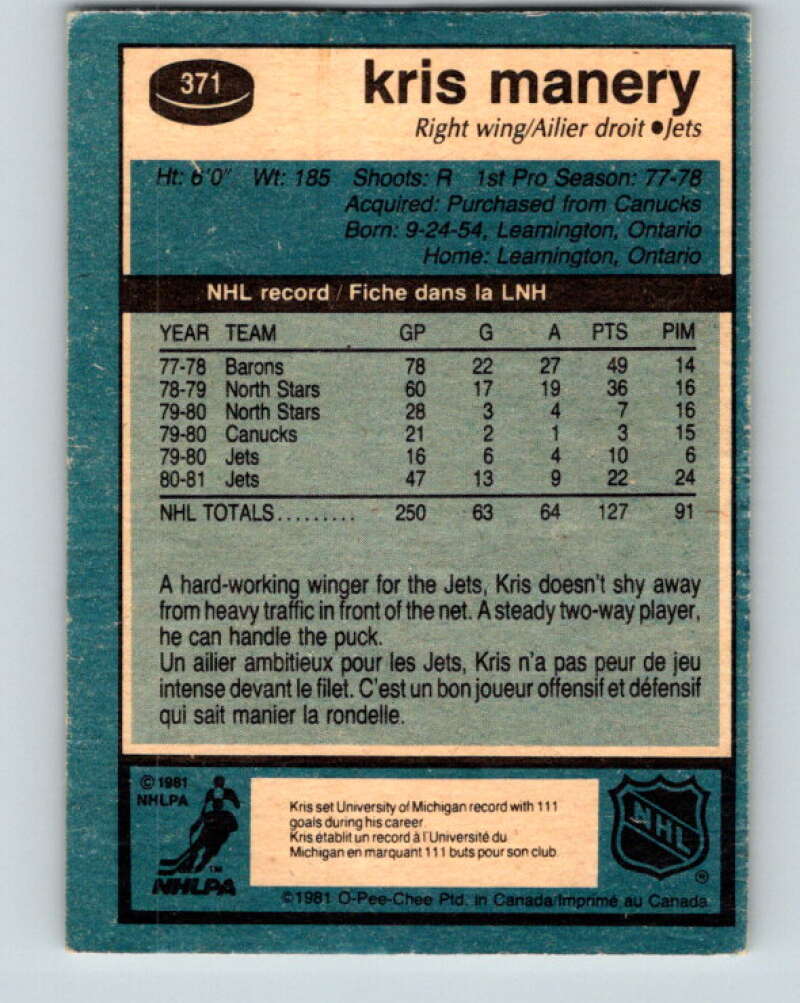 371
kris manery
Right wing/Ailier droit ●Jets
Ht: 6'0" Wt: 185 Shoots: R 1st Pro Season: 77-78
Acquired: Purchased from Canucks
Born: 9-24-54, Leamington, Ontario
Home: Leamington, Ontario
NHL record / Fiche dans la LNH
YEAR TEAM GP G A PTS PIM
77-78 Barons 78 22 27 49 14
78-79 North Stars 60 17 19 36 16
79-80 North Stars 28 3 4 7 16
79-80 Canucks 21 2 1 3 15
79-80 Jets 16 6 4 10 6
80-81 Jets 47 13 9 22 24
NHL TOTALS......... 250 63 64 127 91
A hard-working winger for the Jets, Kris doesn't shy away
from heavy traffic in front of the net. A steady two-way player,
he can handle the puck.
Un ailier ambitieux pour les Jets, Kris n'a pas peur de jeu
intense devant le filet. C'est un bon joueur offensif et défensif
qui sait manier la rondelle.
© 1981
NHLPA
NHLPA
TM
Kris set University of Michigan record with 111
goals during his career.
Kris établit un record à l'Université du
Michigan en marquant 111 buts pour son club.
NHL
®
©1981 O-Pee-Chee Ptd. in Canada/Imprimé au Canada